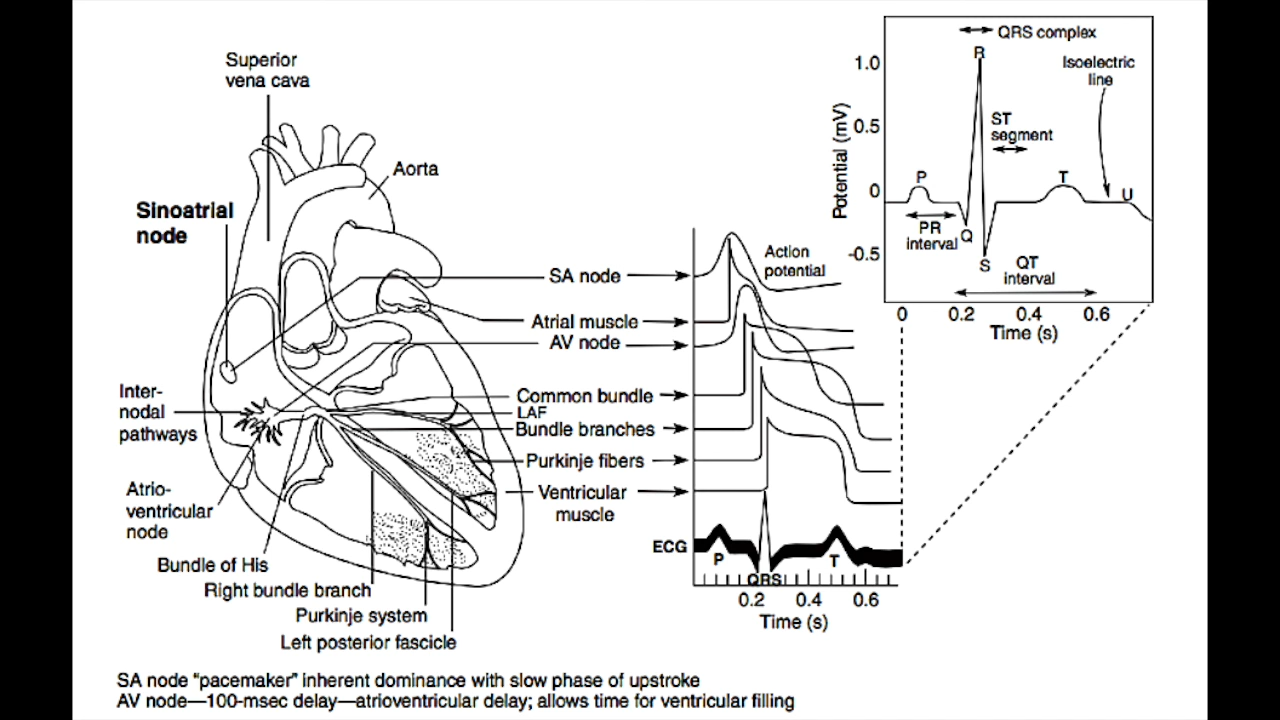 Superior
vena cava
Aorta
Sinoatrial
node
Inter-
nodal
pathways
Atrio-
ventricular
node
Bundle of His
Right bundle branch
Purkinje system
Left posterior fascicle
SA node
Atrial muscle
AV node
Common bundle
LAF
Bundle branches
Purkinje fibers
Ventricular
muscle
Action
potential
ECG
P
QRS
T
0.2 0.4 0.6
Time (s)
QRS complex
R
Isoelectric
line
ST
segment
P
T
U
PR
interval
Q
S
QT
interval
Potential (mV)
1.0
0.5
0
-0.5
0 0.2 0.4 0.6
Time (s)
SA node “pacemaker” inherent dominance with slow phase of upstroke
AV node—100-msec delay—atrioventricular delay; allows time for ventricular filling